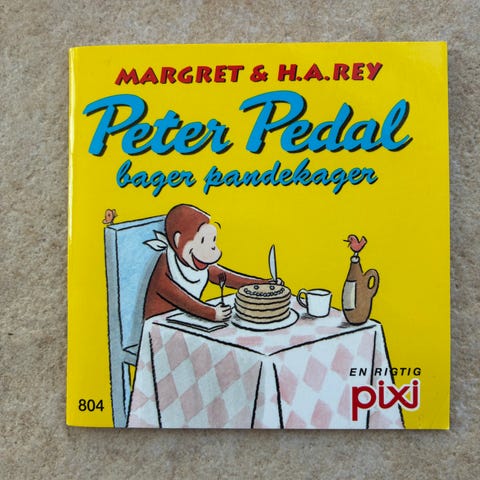 MARGRET & H.A.REY
Peter Pedal
bager pandekager
EN RIGTIG
pixi
804